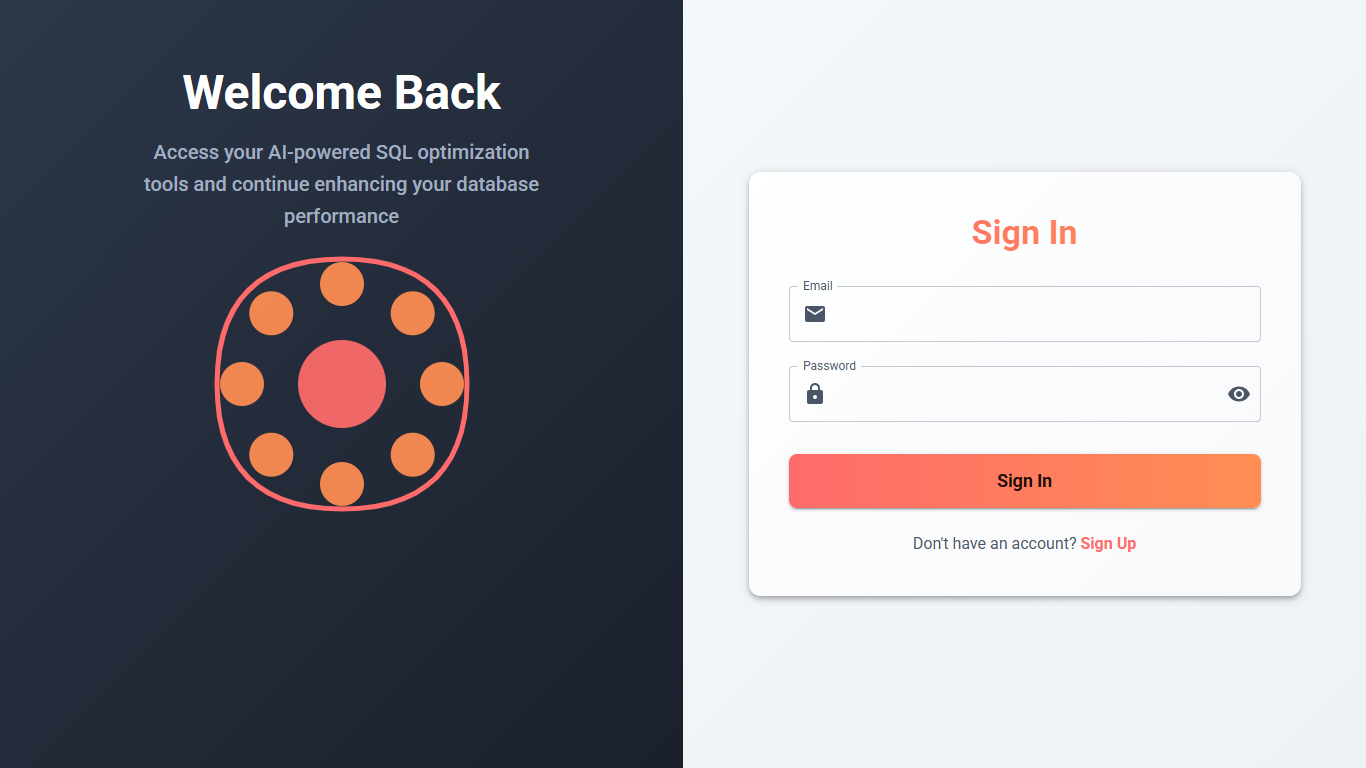 Welcome Back
Access your AI-powered SQL optimization
tools and continue enhancing your database
performance
Sign In
Email
Password
Sign In
Don't have an account? Sign Up